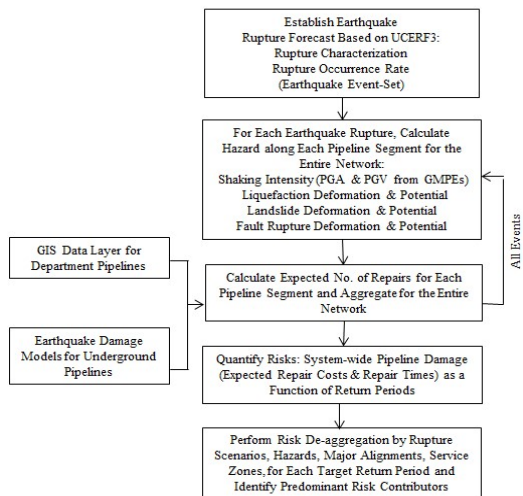 Establish Earthquake
Rupture Forecast Based on UCERF3:
Rupture Characterization
Rupture Occurrence Rate
(Earthquake Event-Set)
For Each Earthquake Rupture, Calculate
Hazard along Each Pipeline Segment for the
Entire Network:
Shaking Intensity (PGA & PGV from GMPEs)
Liquefaction Deformation & Potential
Landslide Deformation & Potential
Fault Rupture Deformation & Potential
All Events
GIS Data Layer for
Department Pipelines
Earthquake Damage
Models for Underground
Pipelines
Calculate Expected No. of Repairs for Each
Pipeline Segment and Aggregate for the Entire
Network
Quantify Risks: System-wide Pipeline Damage
(Expected Repair Costs & Repair Times) as a
Function of Return Periods
Perform Risk De-aggregation by Rupture
Scenarios, Hazards, Major Alignments, Service
Zones, for Each Target Return Period and
Identify Predominant Risk Contributors